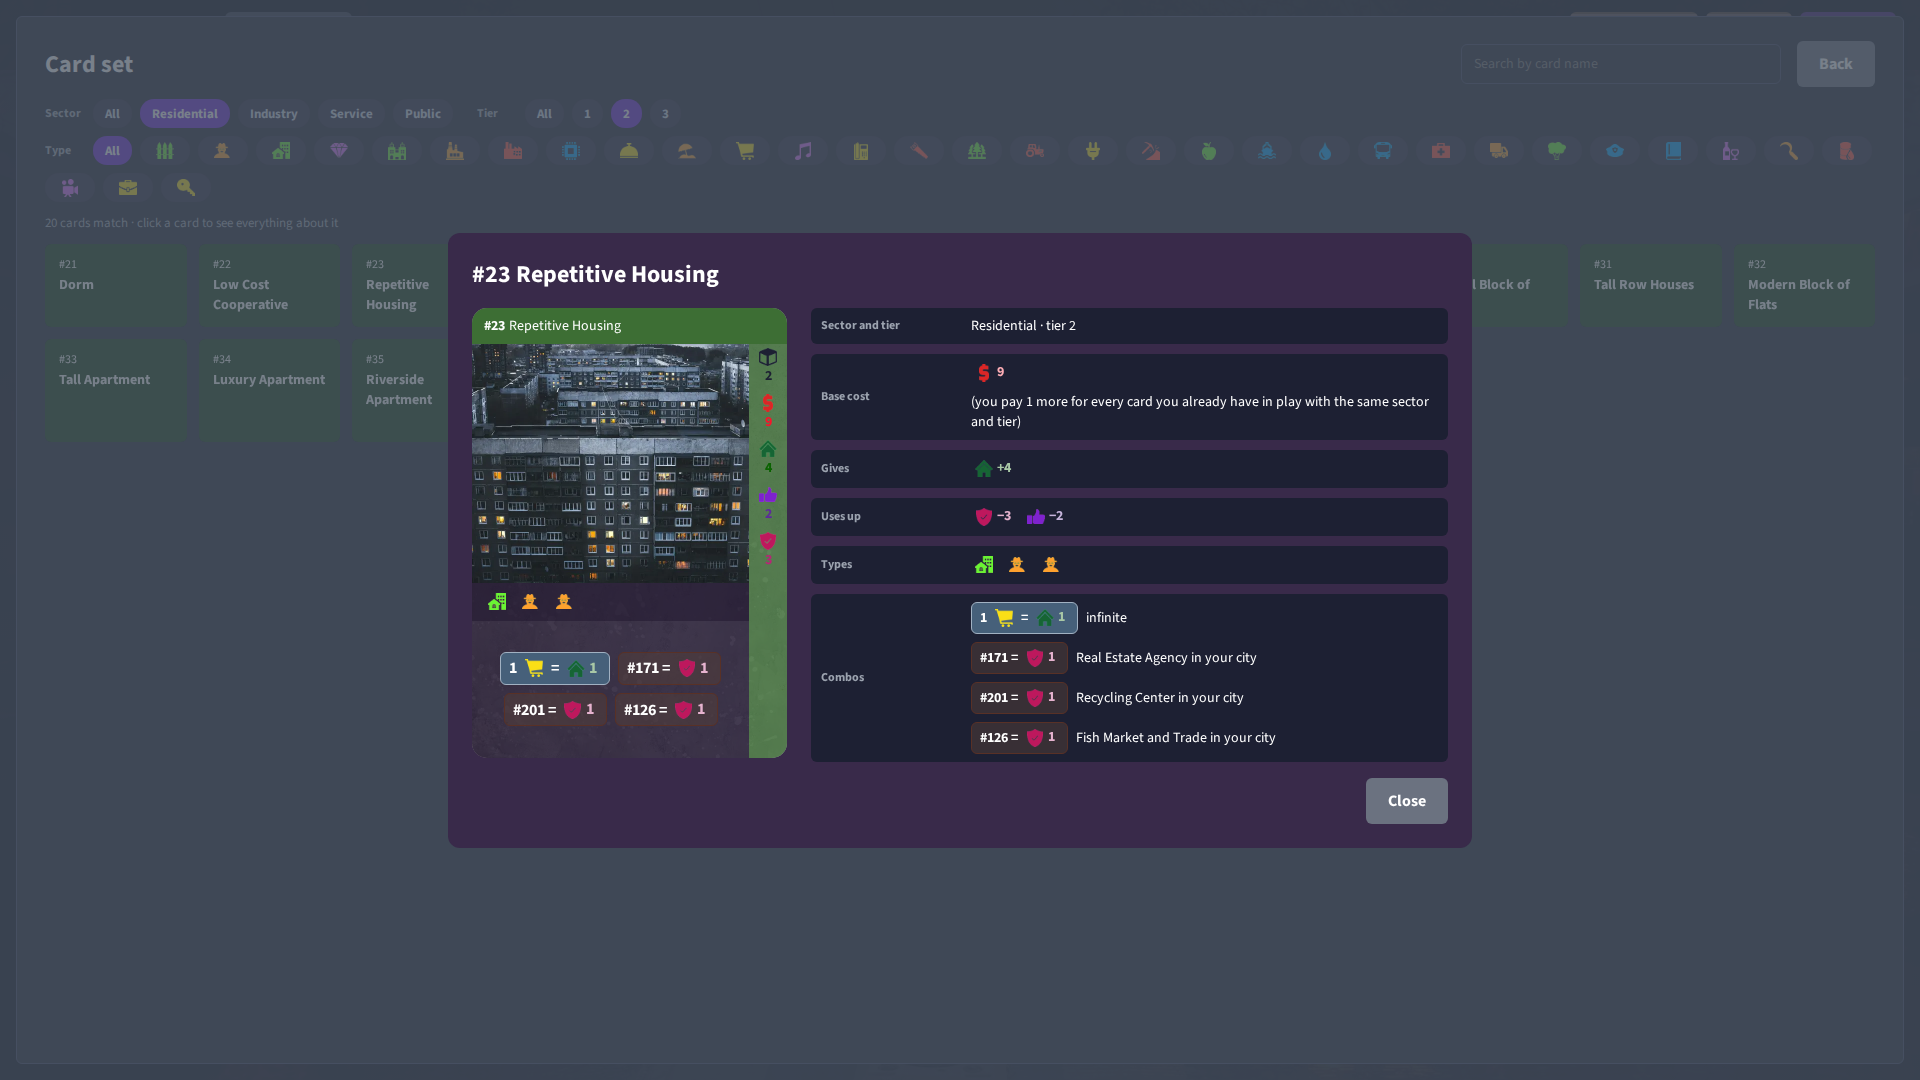 Card set
Search by card name
Back
Sector All Residential Industry Service Public Tier All 1 2 3
Type All
20 cards match · click a card to see everything about it
#21
Dorm
#22
Low Cost
Cooperative
#23
Repetitive
Housing
l Block of
#31
Tall Row Houses
#32
Modern Block of
Flats
#33
Tall Apartment
#34
Luxury Apartment
#35
Riverside
Apartment
#23 Repetitive Housing
#23 Repetitive Housing
2
9
4
2
3
1 = 1
#171 = 1
#201 = 1
#126 = 1
Sector and tier Residential · tier 2
Base cost 9
(you pay 1 more for every card you already have in play with the same sector
and tier)
Gives +4
Uses up −3 −2
Types
Combos
1 = 1 infinite
#171 = 1 Real Estate Agency in your city
#201 = 1 Recycling Center in your city
#126 = 1 Fish Market and Trade in your city
Close